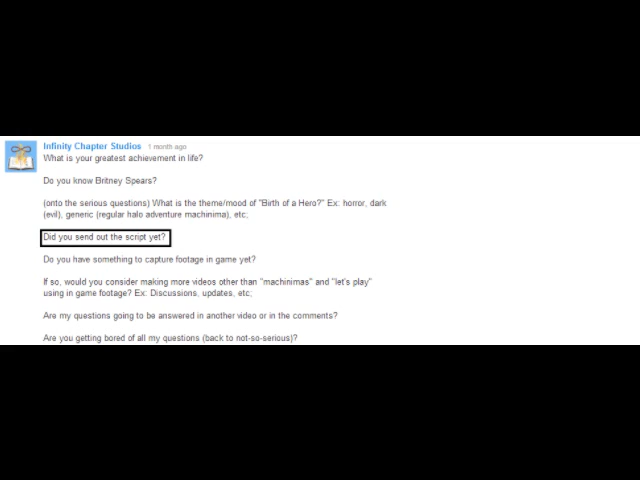 Infinity Chapter Studios 1 month ago
What is your greatest achievement in life?
Do you know Britney Spears?
(onto the serious questions) What is the theme/mood of "Birth of a Hero?" Ex: horror, dark
(evil), generic (regular halo adventure machinima), etc;
Did you send out the script yet?
Do you have something to capture footage in game yet?
If so, would you consider making more videos other than "machinimas" and "let's play"
using in game footage? Ex: Discussions, updates, etc;
Are my questions going to be answered in another video or in the comments?
Are you getting bored of all my questions (back to not-so-serious)?